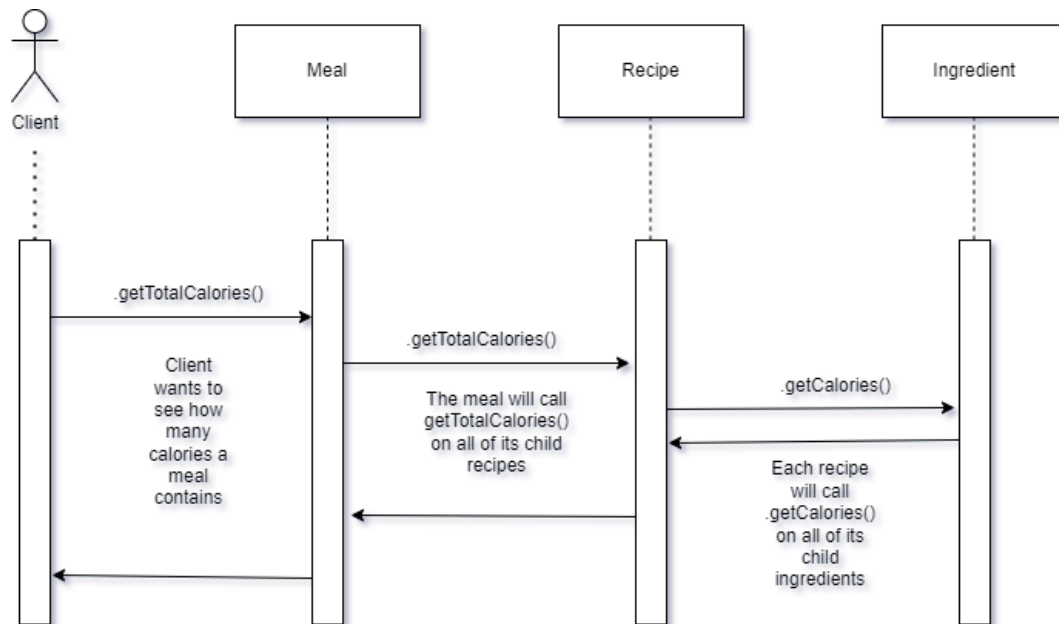 Client
Meal
Recipe
Ingredient
.getTotalCalories()
Client
wants to
see how
many
calories a
meal
contains
.getTotalCalories()
The meal will call
getTotalCalories()
on all of its child
recipes
.getCalories()
Each recipe
will call
.getCalories()
on all of its
child
ingredients